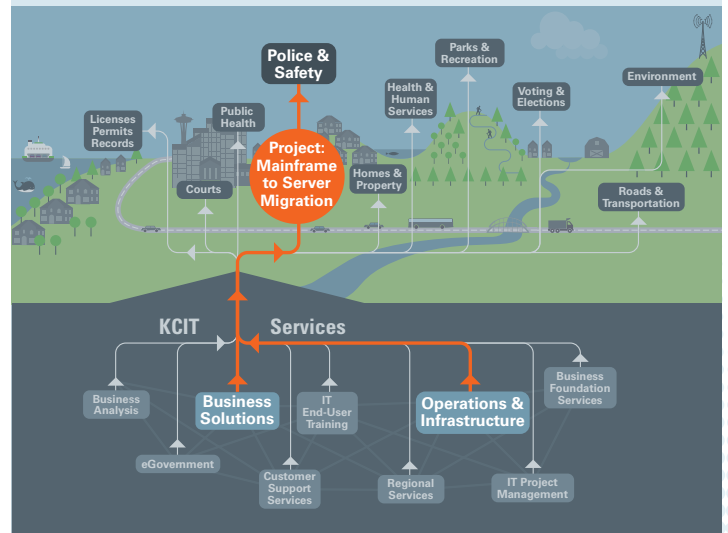 Police &
Safety
Parks &
Recreation
Environment
Health &
Human
Services
Voting &
Elections
Licenses
Permits
Records
Public
Health
Project:
Mainframe
to Server
Migration
Courts
Homes &
Property
Roads &
Transportation
KCIT Services
Business
Analysis
Business
Solutions
IT
End-User
Training
Operations &
Infrastructure
Business
Foundation
Services
eGovernment
Customer
Support
Services
Regional
Services
IT Project
Management